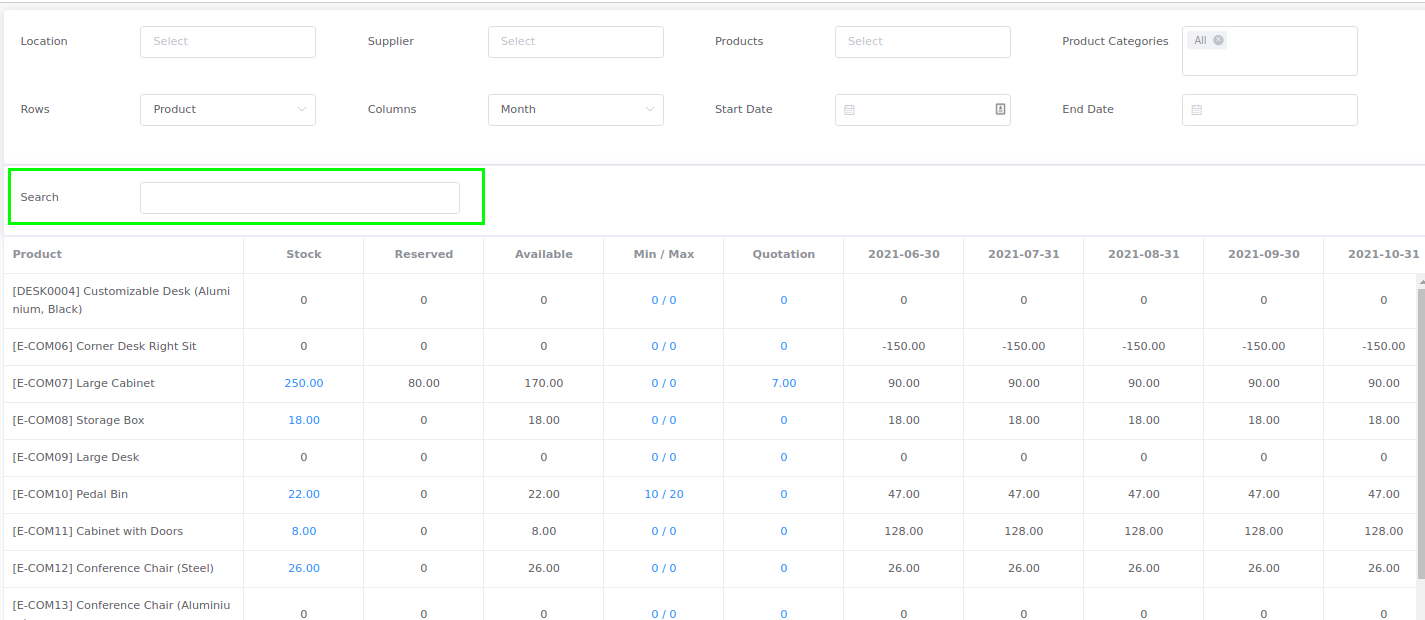 Location Select Supplier Select Products Select Product Categories All
Rows Product Columns Month Start Date End Date
Search
Product Stock Reserved Available Min / Max Quotation 2021-06-30 2021-07-31 2021-08-31 2021-09-30 2021-10-31
[DESK0004] Customizable Desk (Alumi
nium, Black) 0 0 0 0 / 0 0 0 0 0 0 0
[E-COM06] Corner Desk Right Sit 0 0 0 0 / 0 0 -150.00 -150.00 -150.00 -150.00 -150.00
[E-COM07] Large Cabinet 250.00 80.00 170.00 0 / 0 7.00 90.00 90.00 90.00 90.00 90.00
[E-COM08] Storage Box 18.00 0 18.00 0 / 0 0 18.00 18.00 18.00 18.00 18.00
[E-COM09] Large Desk 0 0 0 0 / 0 0 0 0 0 0 0
[E-COM10] Pedal Bin 22.00 0 22.00 10 / 20 0 47.00 47.00 47.00 47.00 47.00
[E-COM11] Cabinet with Doors 8.00 0 8.00 0 / 0 0 128.00 128.00 128.00 128.00 128.00
[E-COM12] Conference Chair (Steel) 26.00 0 26.00 0 / 0 0 26.00 26.00 26.00 26.00 26.00
[E-COM13] Conference Chair (Aluminiu 0 0 0 0 / 0 0 0 0 0 0 0